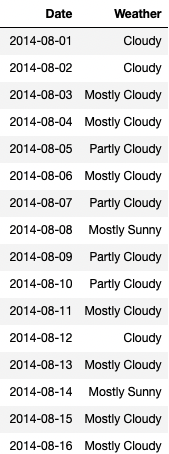 Date Weather
2014-08-01 Cloudy
2014-08-02 Cloudy
2014-08-03 Mostly Cloudy
2014-08-04 Mostly Cloudy
2014-08-05 Partly Cloudy
2014-08-06 Mostly Cloudy
2014-08-07 Partly Cloudy
2014-08-08 Mostly Sunny
2014-08-09 Partly Cloudy
2014-08-10 Partly Cloudy
2014-08-11 Mostly Cloudy
2014-08-12 Cloudy
2014-08-13 Mostly Cloudy
2014-08-14 Mostly Sunny
2014-08-15 Mostly Cloudy
2014-08-16 Mostly Cloudy